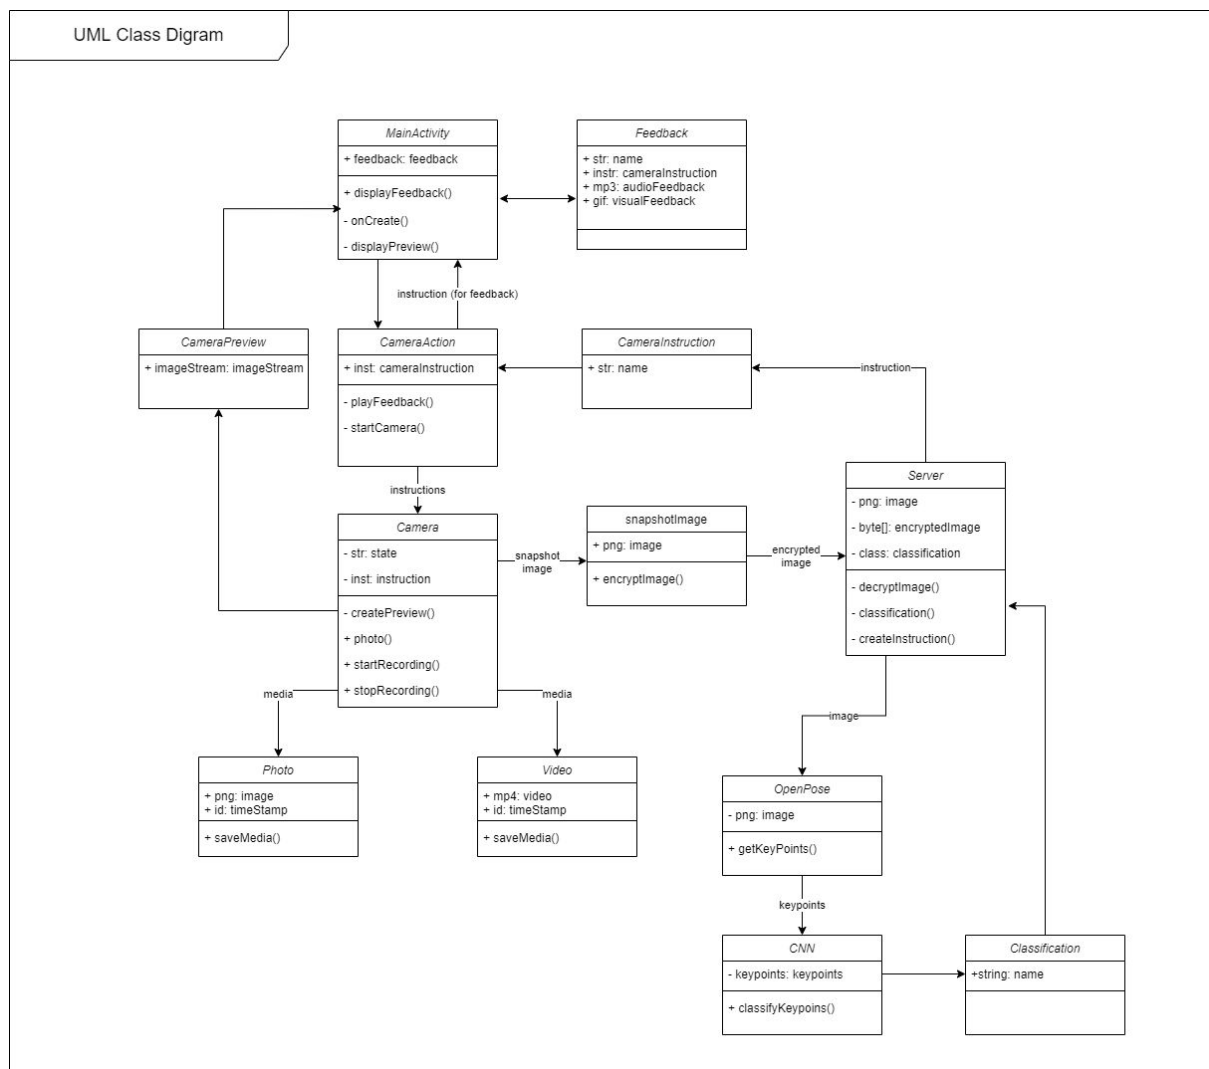 UML Class Digram
MainActivity
+ feedback: feedback
+ displayFeedback()
- onCreate()
- displayPreview()
Feedback
+ str: name
+ instr: cameraInstruction
+ mp3: audioFeedback
+ gif: visualFeedback
instruction (for feedback)
CameraPreview
+ imageStream: imageStream
CameraAction
+ inst: cameraInstruction
- playFeedback()
- startCamera()
CameraInstruction
+ str: name
instruction
instructions
Server
- png: image
- byte[]: encryptedImage
- class: classification
- decryptImage()
- classification()
- createInstruction()
Camera
- str: state
- inst: instruction
- createPreview()
+ photo()
+ startRecording()
+ stopRecording()
snapshot
image
snapshotImage
+ png: image
+ encryptImage()
encrypted
image
media
media
image
Photo
+ png: image
+ id: timeStamp
+ saveMedia()
Video
+ mp4: video
+ id: timeStamp
+ saveMedia()
OpenPose
- png: image
+ getKeyPoints()
keypoints
CNN
- keypoints: keypoints
+ classifyKeypoins()
Classification
+string: name